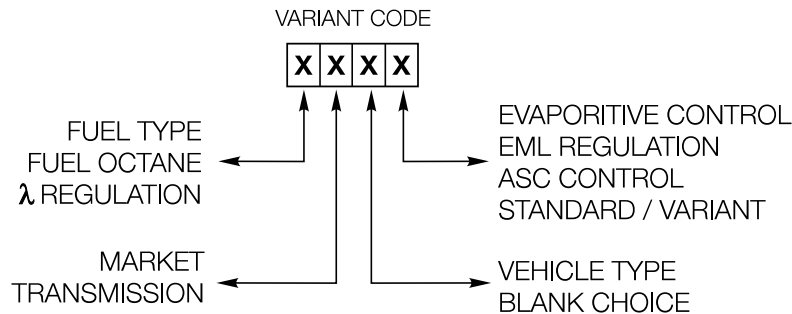 VARIANT CODE
X X X X
FUEL TYPE
FUEL OCTANE
λ REGULATION
EVAPORITIVE CONTROL
EML REGULATION
ASC CONTROL
STANDARD / VARIANT
MARKET
TRANSMISSION
VEHICLE TYPE
BLANK CHOICE